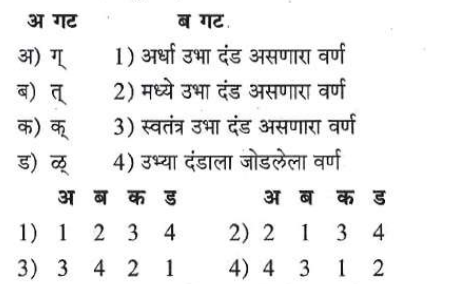 अ गट ब गट.
अ) ग् 1) अर्धा उभा दंड असणारा वर्ण
ब) त् 2) मध्ये उभा दंड असणारा वर्ण
क) क् 3) स्वतंत्र उभा दंड असणारा वर्ण
ड) ळ् 4) उभ्या दंडाला जोडलेला वर्ण
अ ब क ड अ ब क ड
1) 1 2 3 4 2) 2 1 3 4
3) 3 4 2 1 4) 4 3 1 2